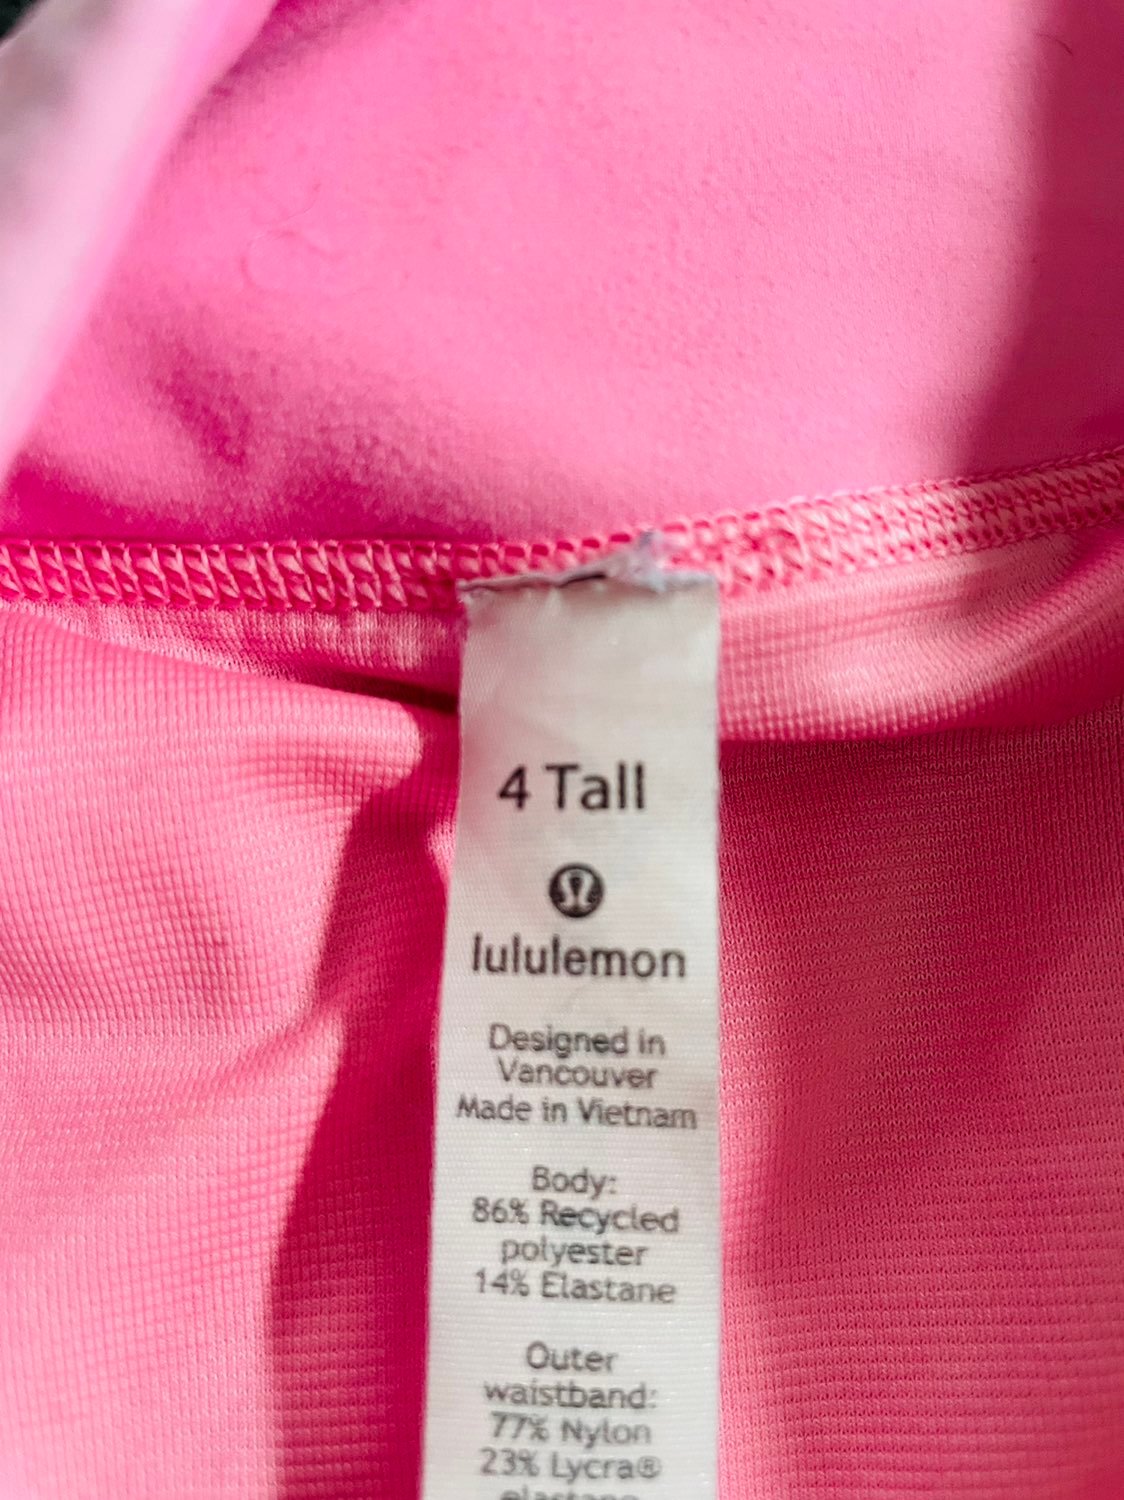 4 Tall
lululemon
Designed in
Vancouver
Made in Vietnam
Body:
86% Recycled
polyester
14% Elastane
Outer
waistband:
77% Nylon
23% Lycra®
elastane